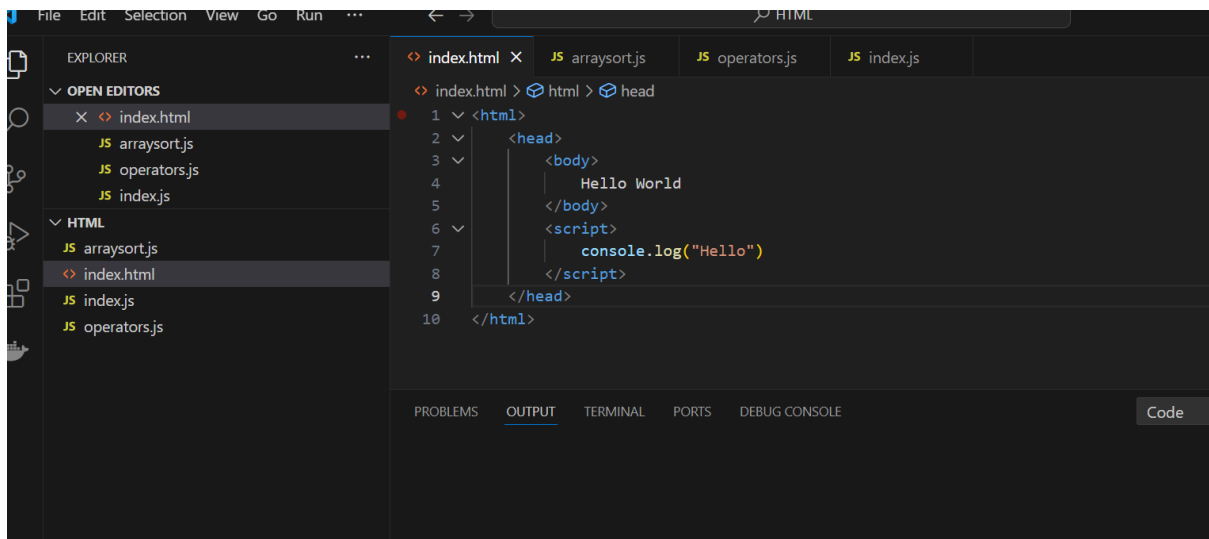 File Edit Selection View Go Run ··· ← → HTML
EXPLORER ···
OPEN EDITORS
index.html
JS arraysort.js
JS operators.js
JS index.js
HTML
JS arraysort.js
index.html
JS index.js
JS operators.js
index.html JS arraysort.js JS operators.js JS index.js
index.html > html > head
1 <html>
2 <head>
3 <body>
4 Hello World
5 </body>
6 <script>
7 console.log("Hello")
8 </script>
9 </head>
10 </html>
PROBLEMS OUTPUT TERMINAL PORTS DEBUG CONSOLE Code